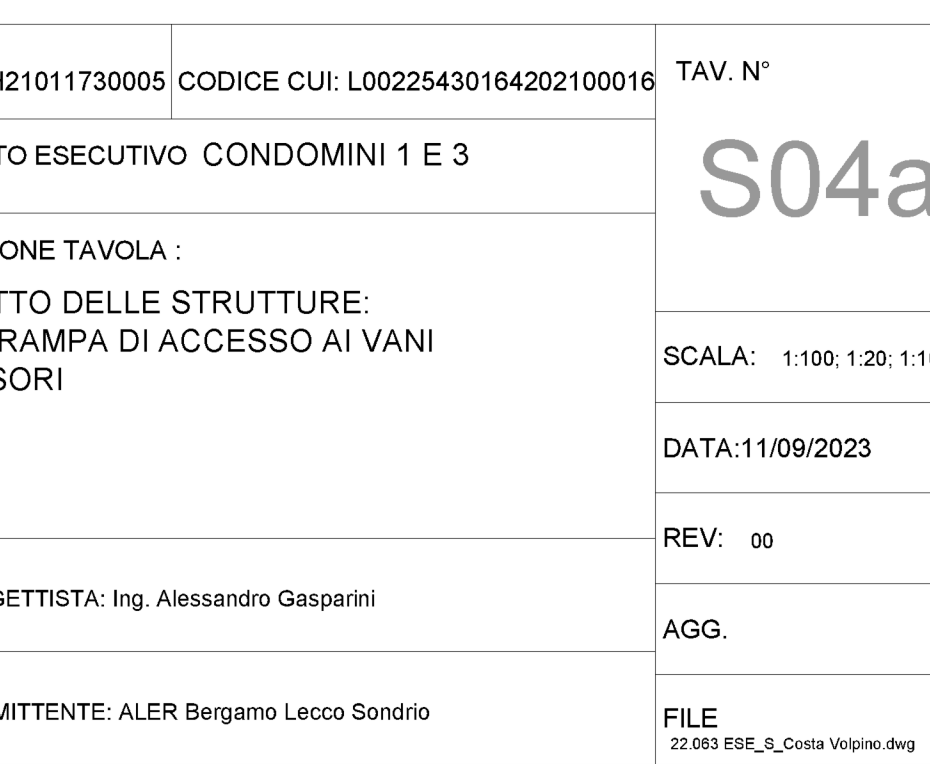 H21011730005 CODICE CUI: L00225430164202100016
TO ESECUTIVO CONDOMINI 1 E 3
ONE TAVOLA :
TTO DELLE STRUTTURE:
RAMPA DI ACCESSO AI VANI
SORI
GETTISTA: Ing. Alessandro Gasparini
MITTENTE: ALER Bergamo Lecco Sondrio
TAV. N°
S04a
SCALA: 1:100; 1:20; 1:10
DATA:11/09/2023
REV: 00
AGG.
FILE
22.063 ESE_S_Costa Volpino.dwg